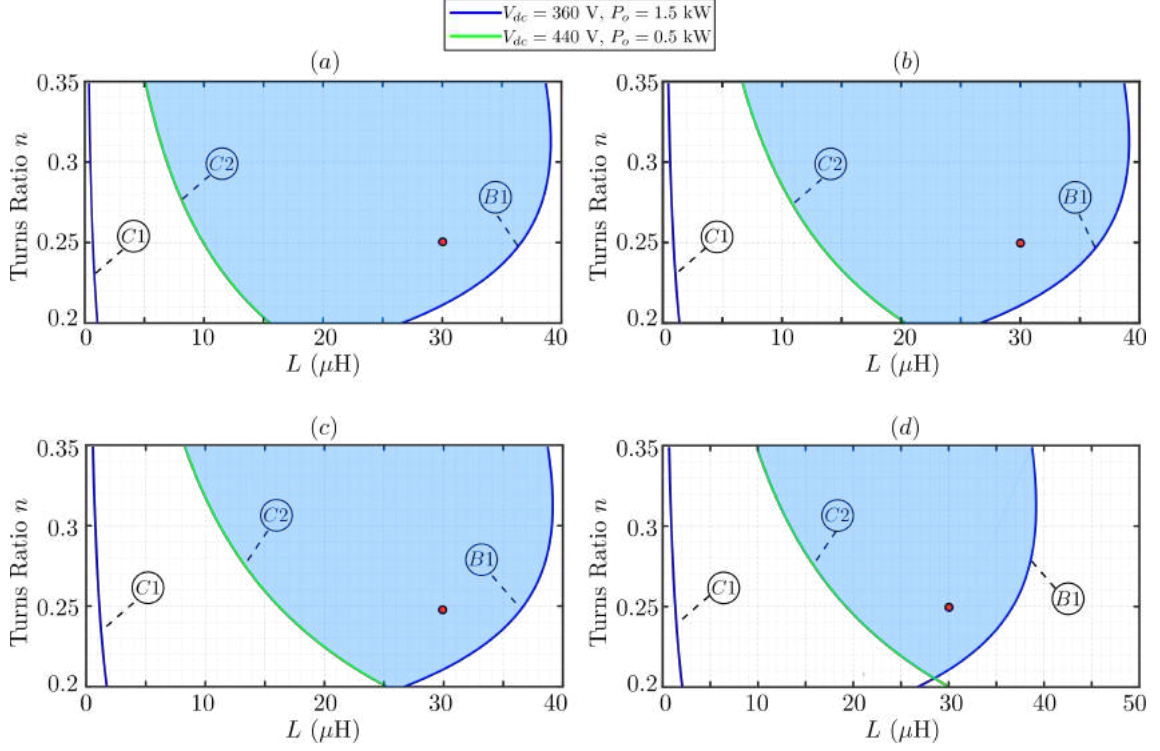 V_dc = 360 V, P_o = 1.5 kW
V_dc = 440 V, P_o = 0.5 kW
(a)
0.35
0.3
0.25
0.2
Turns Ratio n
C1
C2
B1
0 10 20 30 40
L (μH)
(b)
0.35
0.3
0.25
0.2
Turns Ratio n
C1
C2
B1
0 10 20 30 40
L (μH)
(c)
0.35
0.3
0.25
0.2
Turns Ratio n
C1
C2
B1
0 10 20 30 40
L (μH)
(d)
0.35
0.3
0.25
0.2
Turns Ratio n
C1
C2
B1
0 10 20 30 40 50
L (μH)